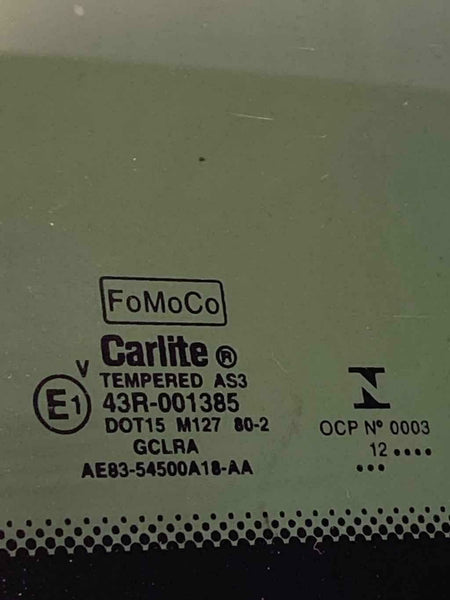 FoMoCo
Carlite ®
V
TEMPERED AS3
E1
43R-001385
DOT15 M127 80-2
GCLRA
AE83-54500A18-AA
N
OCP Nº 0003
12 ••••
•••